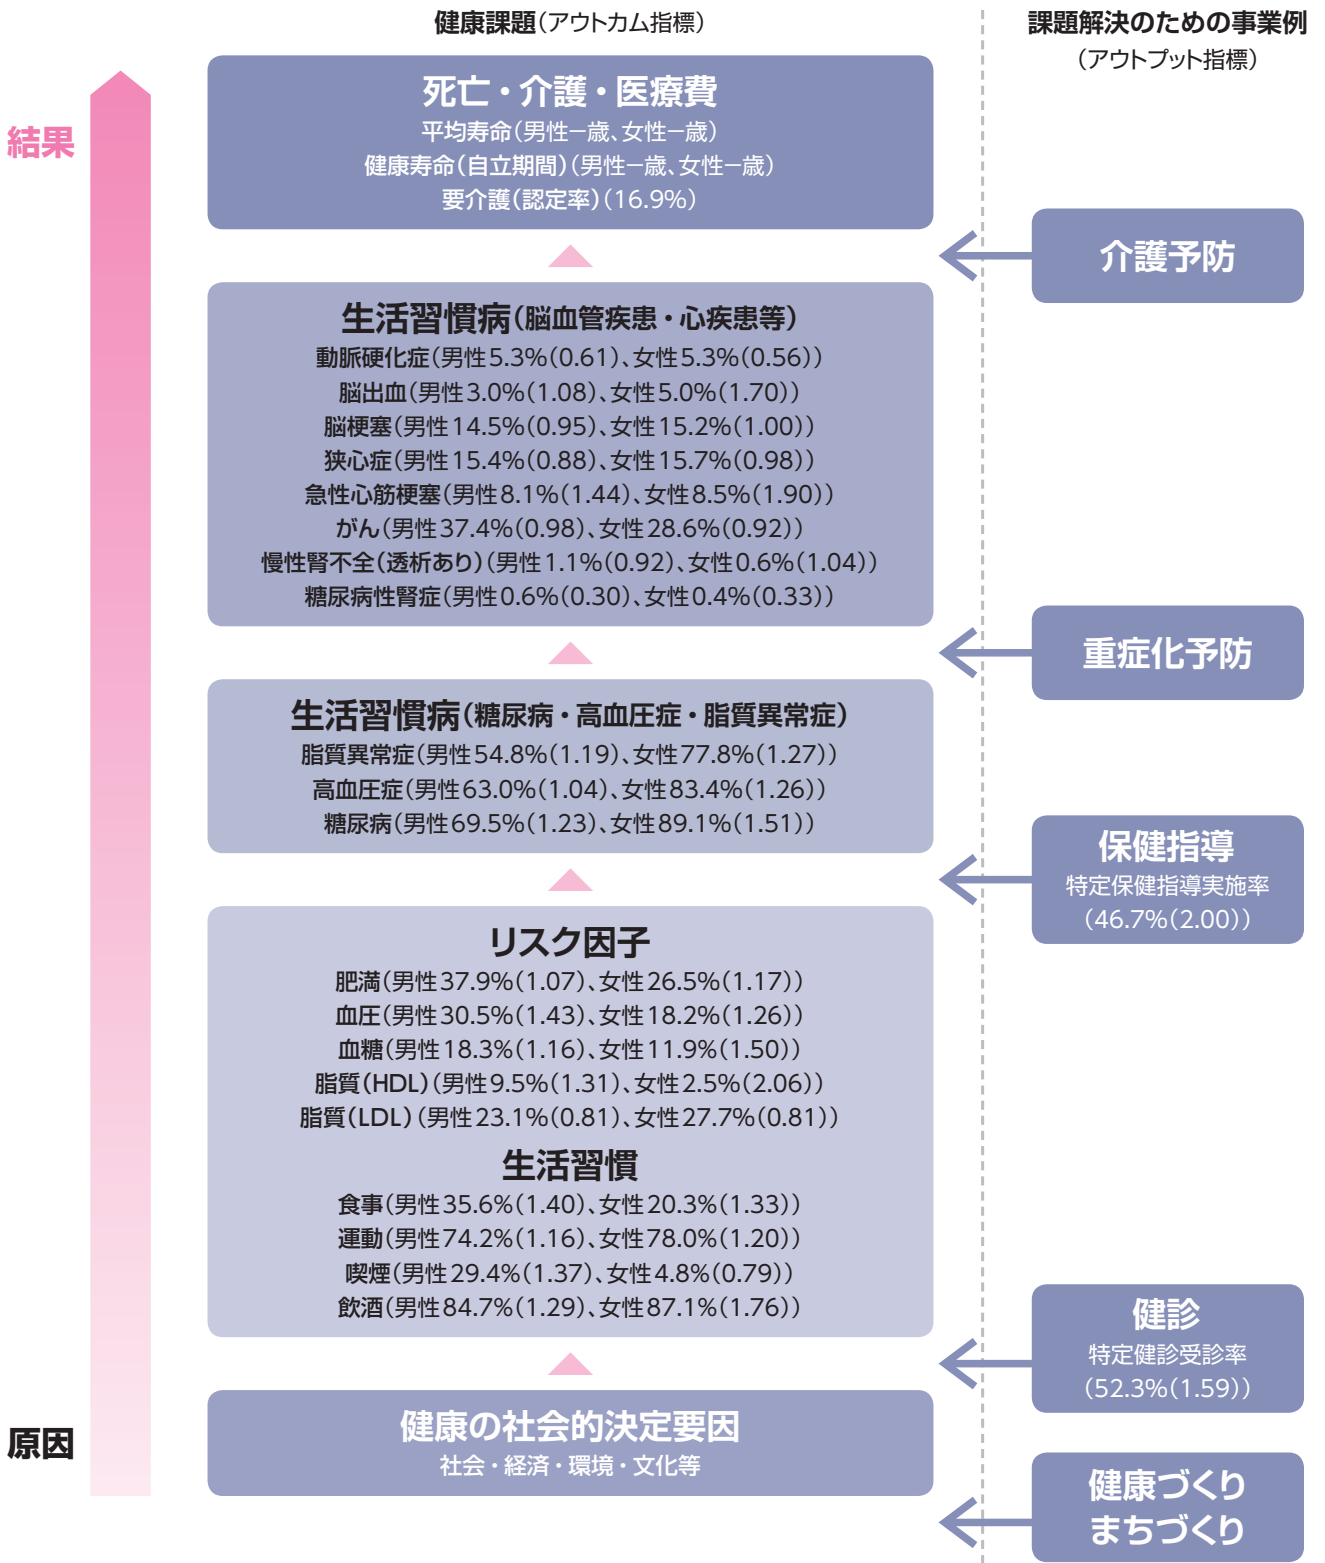 健康課題（アウトカム指標）
課題解決のための事業例
（アウトプット指標）
結果
死亡・介護・医療費
平均寿命（男性ー歳、女性ー歳）
健康寿命（自立期間）（男性ー歳、女性ー歳）
要介護（認定率）（16.9%）
介護予防
生活習慣病（脳血管疾患・心疾患等）
動脈硬化症（男性5.3%（0.61）、女性5.3%（0.56））
脳出血（男性3.0%（1.08）、女性5.0%（1.70））
脳梗塞（男性14.5%（0.95）、女性15.2%（1.00））
狭心症（男性15.4%（0.88）、女性15.7%（0.98））
急性心筋梗塞（男性8.1%（1.44）、女性8.5%（1.90））
がん（男性37.4%（0.98）、女性28.6%（0.92））
慢性腎不全（透析あり）（男性1.1%（0.92）、女性0.6%（1.04））
糖尿病性腎症（男性0.6%（0.30）、女性0.4%（0.33））
重症化予防
生活習慣病（糖尿病・高血圧症・脂質異常症）
脂質異常症（男性54.8%（1.19）、女性77.8%（1.27））
高血圧症（男性63.0%（1.04）、女性83.4%（1.26））
糖尿病（男性69.5%（1.23）、女性89.1%（1.51））
保健指導
特定保健指導実施率
（46.7%（2.00））
リスク因子
肥満（男性37.9%（1.07）、女性26.5%（1.17））
血圧（男性30.5%（1.43）、女性18.2%（1.26））
血糖（男性18.3%（1.16）、女性11.9%（1.50））
脂質（HDL）（男性9.5%（1.31）、女性2.5%（2.06））
脂質（LDL）（男性23.1%（0.81）、女性27.7%（0.81））
生活習慣
食事（男性35.6%（1.40）、女性20.3%（1.33））
運動（男性74.2%（1.16）、女性78.0%（1.20））
喫煙（男性29.4%（1.37）、女性4.8%（0.79））
飲酒（男性84.7%（1.29）、女性87.1%（1.76））
健診
特定健診受診率
（52.3%（1.59））
原因
健康の社会的決定要因
社会・経済・環境・文化等
健康づくり
まちづくり